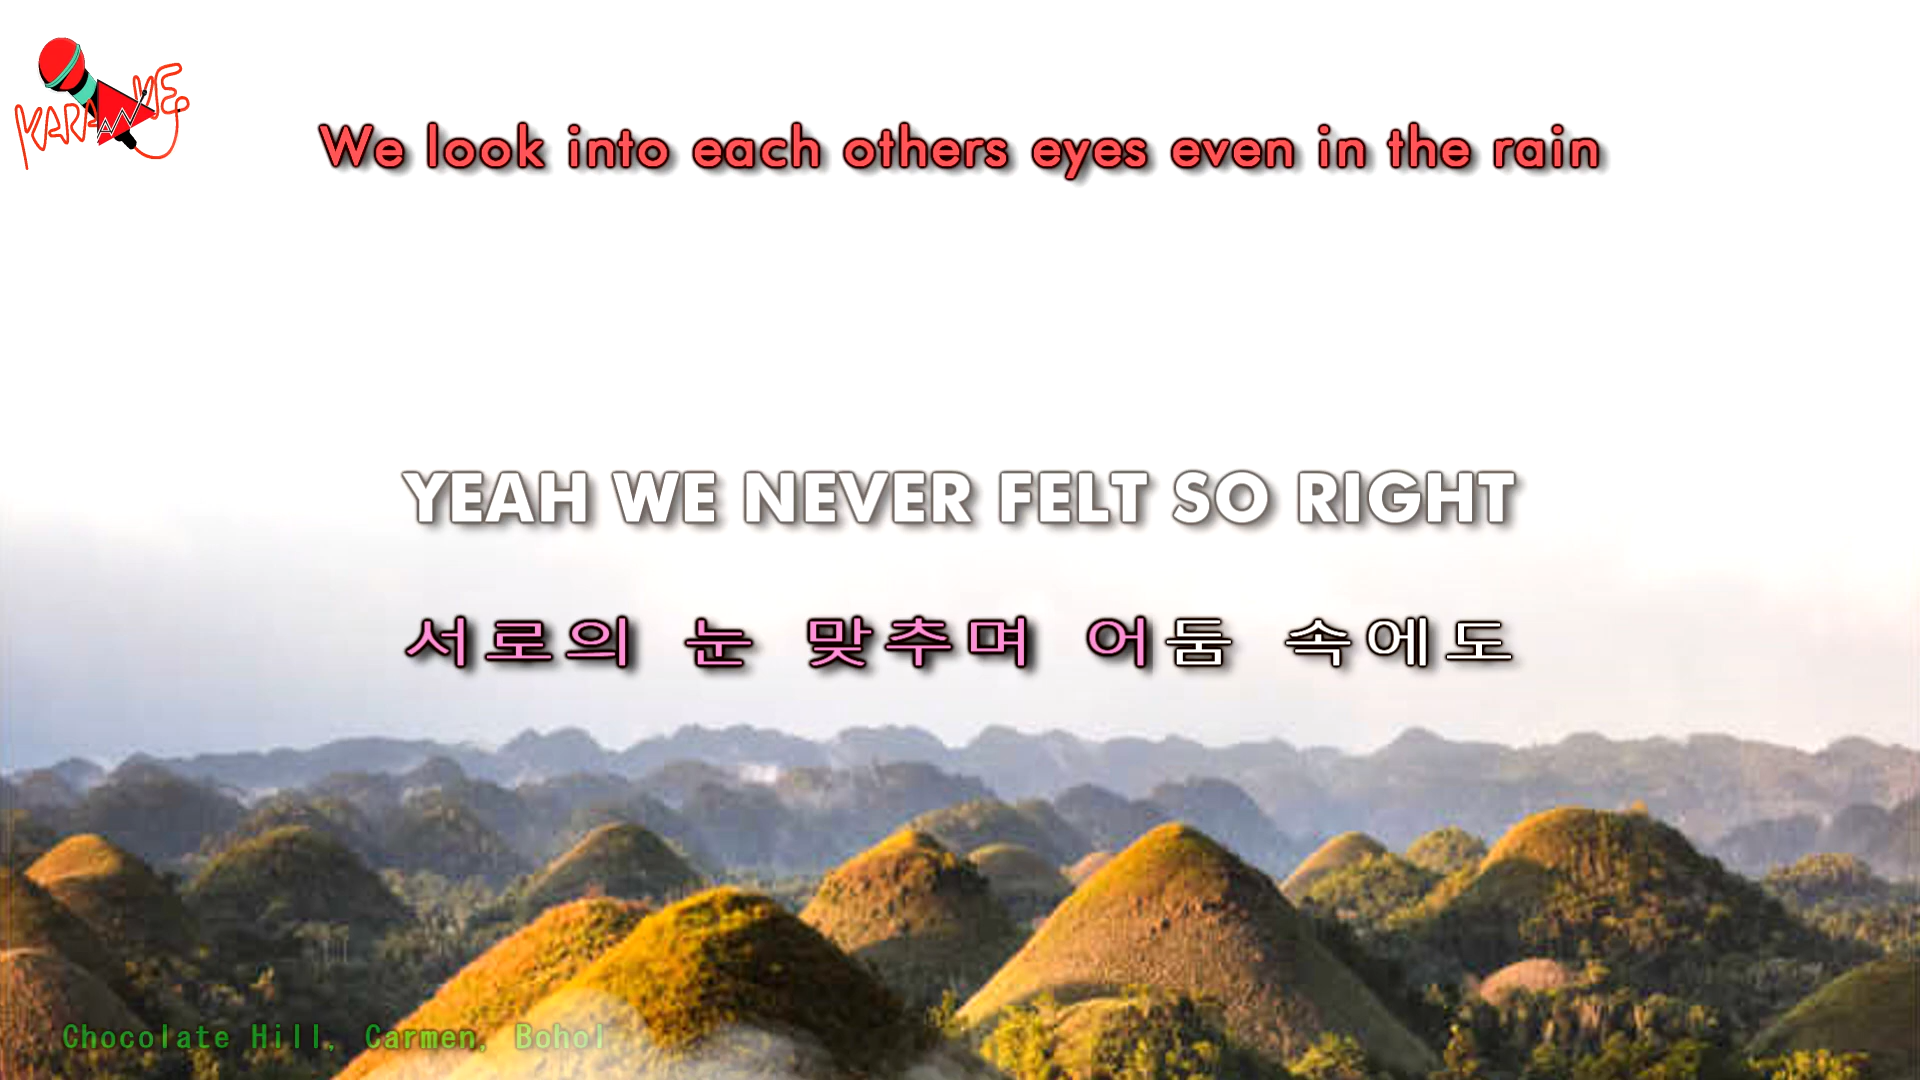 KARAWME
We look into each others eyes even in the rain
YEAH WE NEVER FELT SO RIGHT
서로의 눈 맞추며 어둠 속에도
Chocolate Hill, Carmen, Bohol